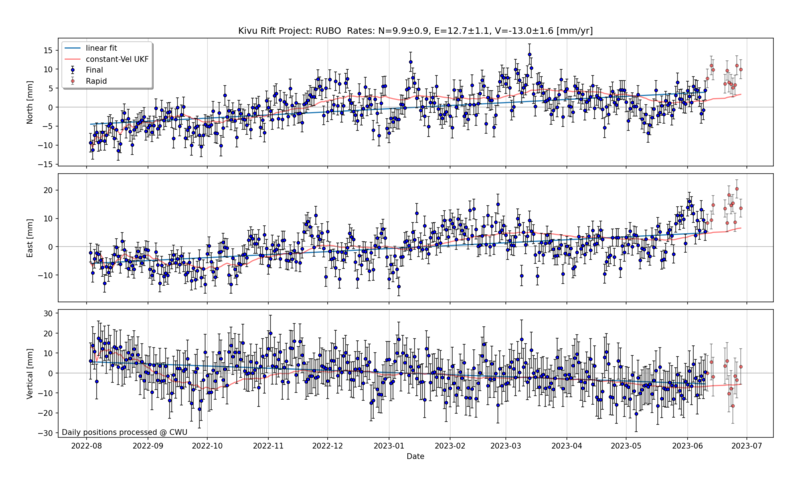 Kivu Rift Project: RUBO Rates: N=9.9±0.9, E=12.7±1.1, V=-13.0±1.6 [mm/yr]
linear fit
constant-Vel UKF
Final
Rapid
North [mm]
15
10
5
0
−5
−10
−15
East [mm]
20
10
0
−10
Vertical [mm]
30
20
10
0
−10
−20
−30
Daily positions processed @ CWU
2022-08 2022-09 2022-10 2022-11 2022-12 2023-01 2023-02 2023-03 2023-04 2023-05 2023-06 2023-07
Date